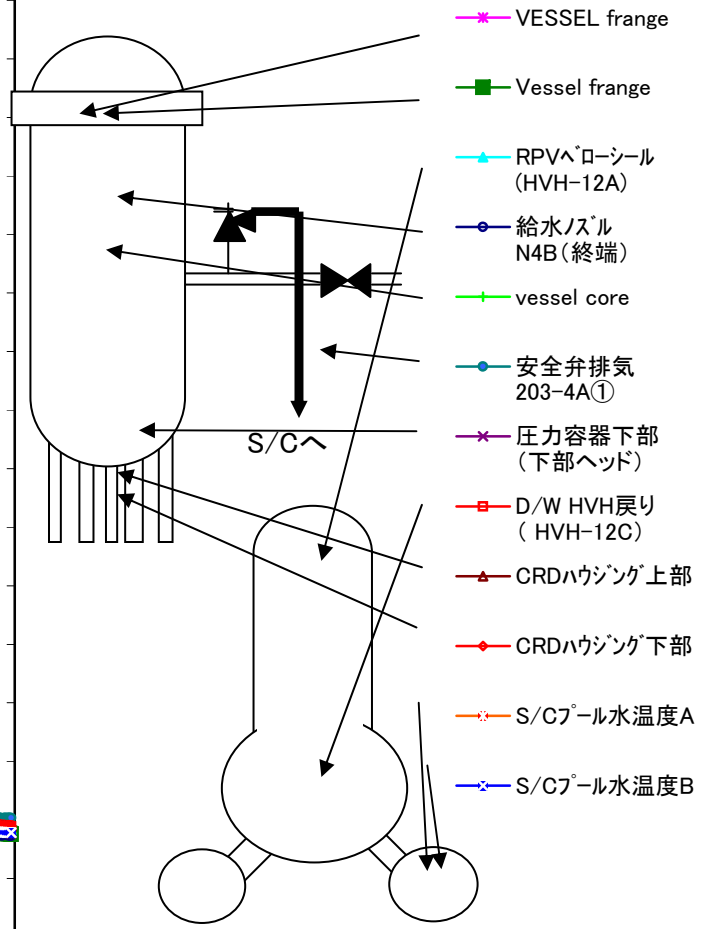 VESSEL frange
Vessel frange
RPVﾍﾞﾛｰｼｰﾙ
(HVH-12A)
給水ﾉｽﾞﾙ
N4B(終端)
vessel core
安全弁排気
203-4A①
圧力容器下部
(下部ﾍｯﾄﾞ)
D/W HVH戻り
( HVH-12C)
CRDﾊｳｼﾞﾝｸﾞ上部
CRDﾊｳｼﾞﾝｸﾞ下部
S/Cﾌﾟｰﾙ水温度A
S/Cﾌﾟｰﾙ水温度B
S/Cへ